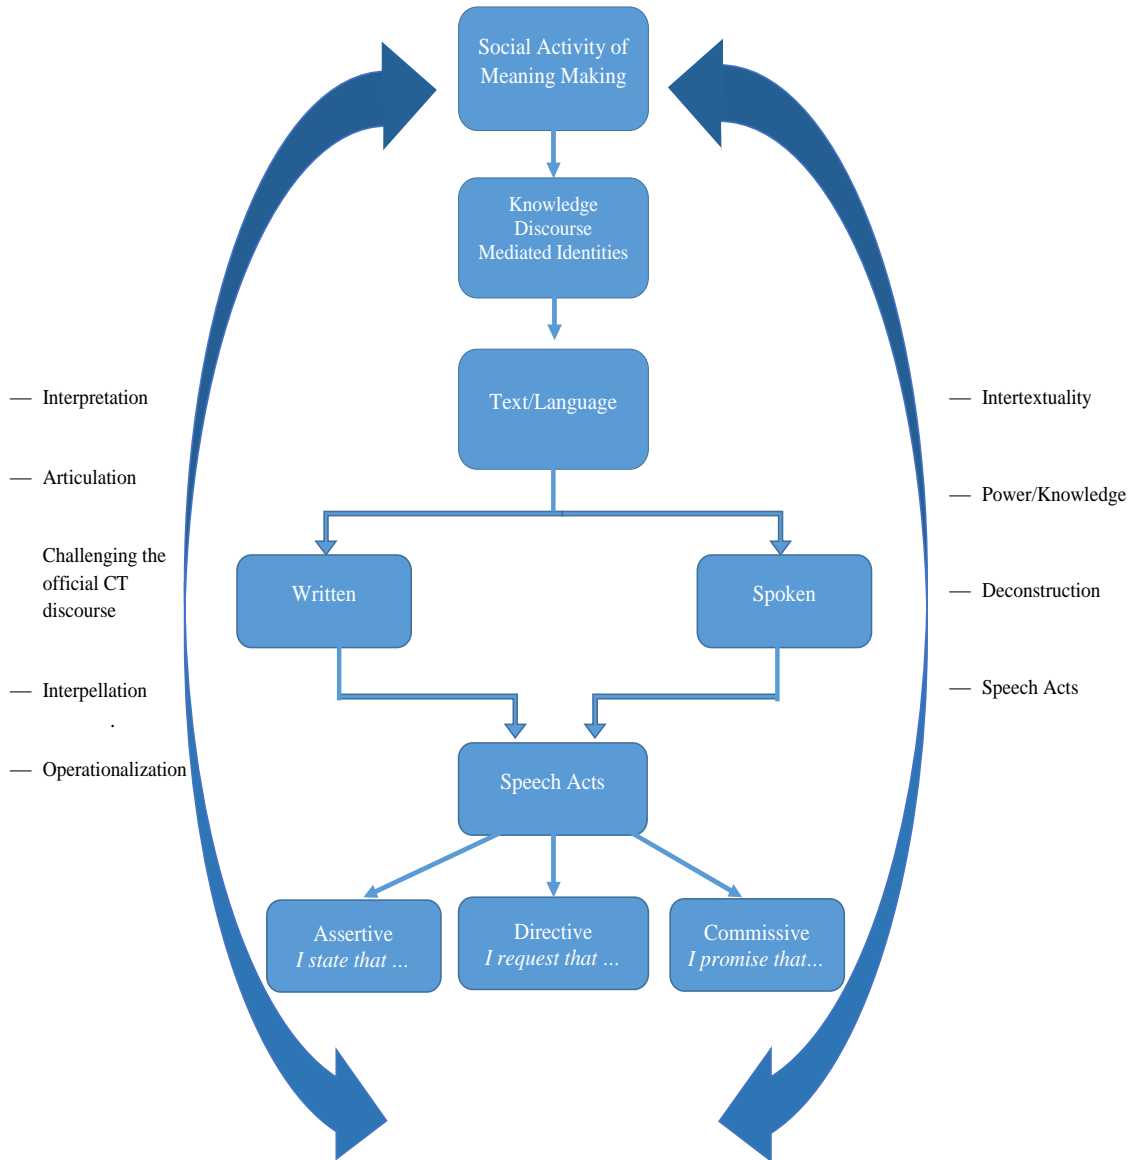 Social Activity of
Meaning Making
Knowledge
Discourse
Mediated Identities
Text/Language
— Interpretation
— Articulation
Challenging the
official CT
discourse
— Interpellation
.
— Operationalization
— Intertextuality
— Power/Knowledge
— Deconstruction
— Speech Acts
Written
Spoken
Speech Acts
Assertive
I state that …
Directive
I request that …
Commissive
I promise that…